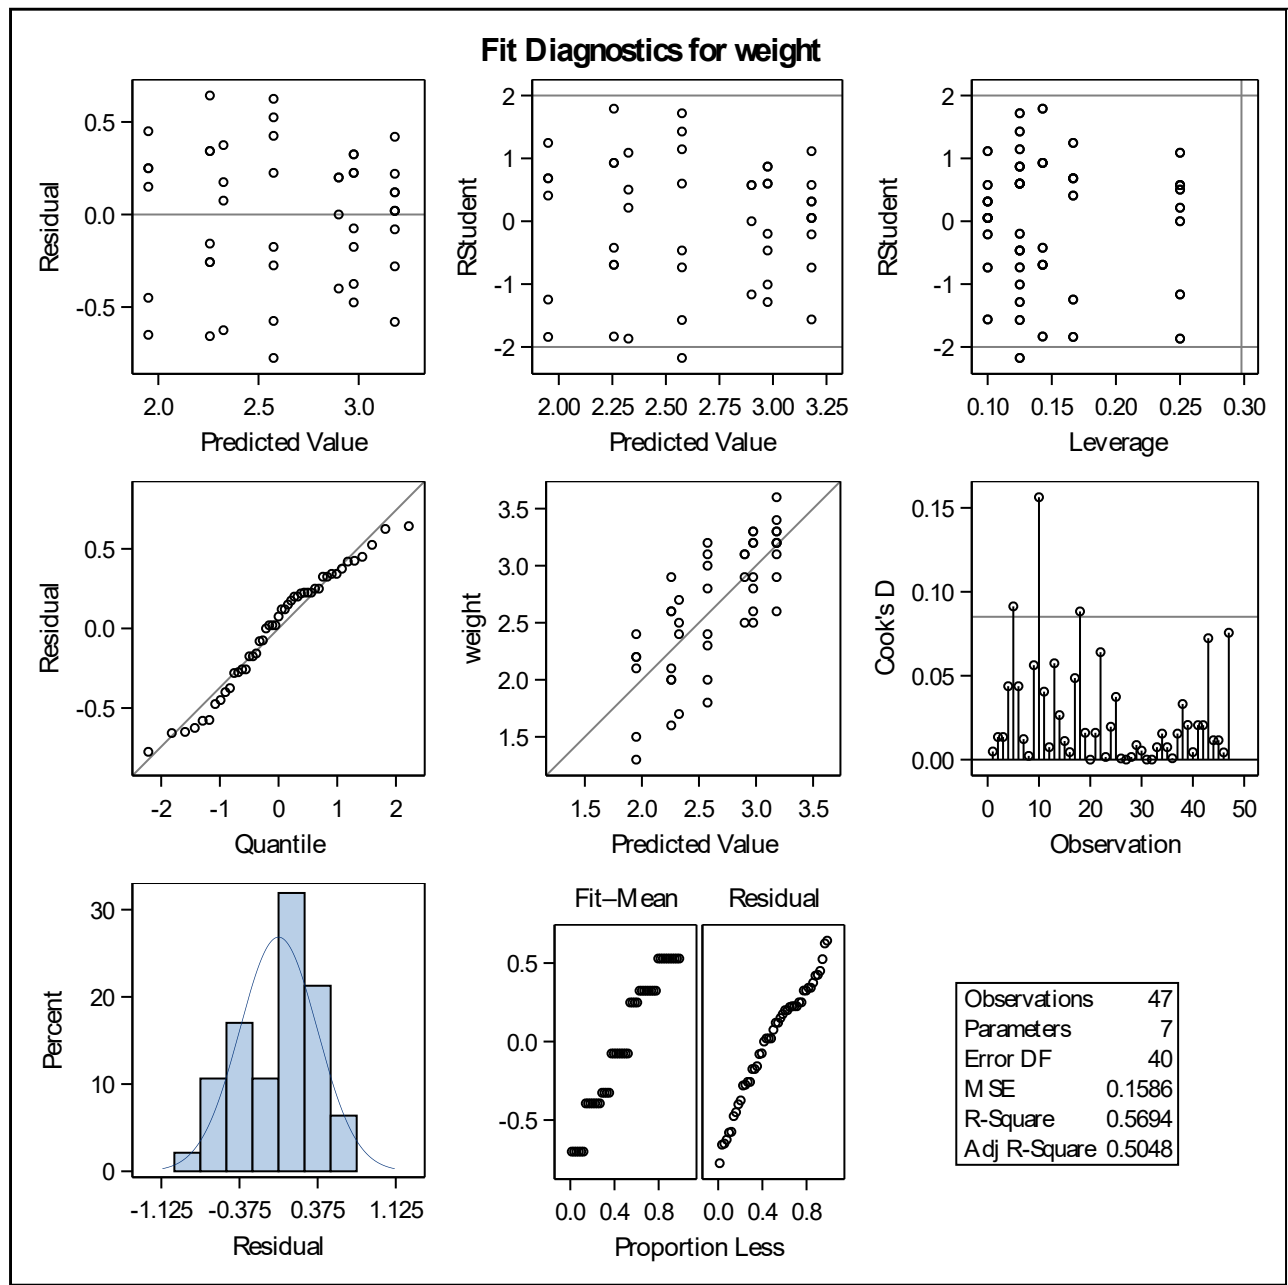 Fit Diagnostics for weight
0.5
0.0
-0.5
Residual
2.0 2.5 3.0
Predicted Value
2
1
0
-1
-2
RStudent
2.00 2.25 2.50 2.75 3.00 3.25
Predicted Value
2
1
0
-1
-2
RStudent
0.10 0.15 0.20 0.25 0.30
Leverage
0.5
0.0
-0.5
Residual
-2 -1 0 1 2
Quantile
3.5
3.0
2.5
2.0
1.5
weight
1.5 2.0 2.5 3.0 3.5
Predicted Value
0.15
0.10
0.05
0.00
Cook's D
0 10 20 30 40 50
Observation
30
20
10
0
Percent
-1.125 -0.375 0.375 1.125
Residual
Fit–Mean Residual
0.5
0.0
-0.5
0.0 0.4 0.8 0.0 0.4 0.8
Proportion Less
Observations 47
Parameters 7
Error DF 40
MSE 0.1586
R-Square 0.5694
Adj R-Square 0.5048